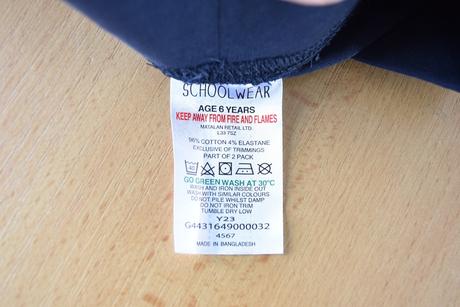 SCHOOLWEAR
AGE 6 YEARS
KEEP AWAY FROM FIRE AND FLAMES
MATALAN RETAIL LTD.
L33 7SZ
96% COTTON 4% ELASTANE
EXCLUSIVE OF TRIMMINGS
PART OF 2 PACK
40
GO GREEN WASH AT 30°C
WASH AND IRON INSIDE OUT
WASH WITH SIMILAR COLOURS
DO NOT PILE WHILST DAMP
DO NOT IRON TRIM
TUMBLE DRY LOW
Y23
G4431649000032
4567
MADE IN BANGLADESH